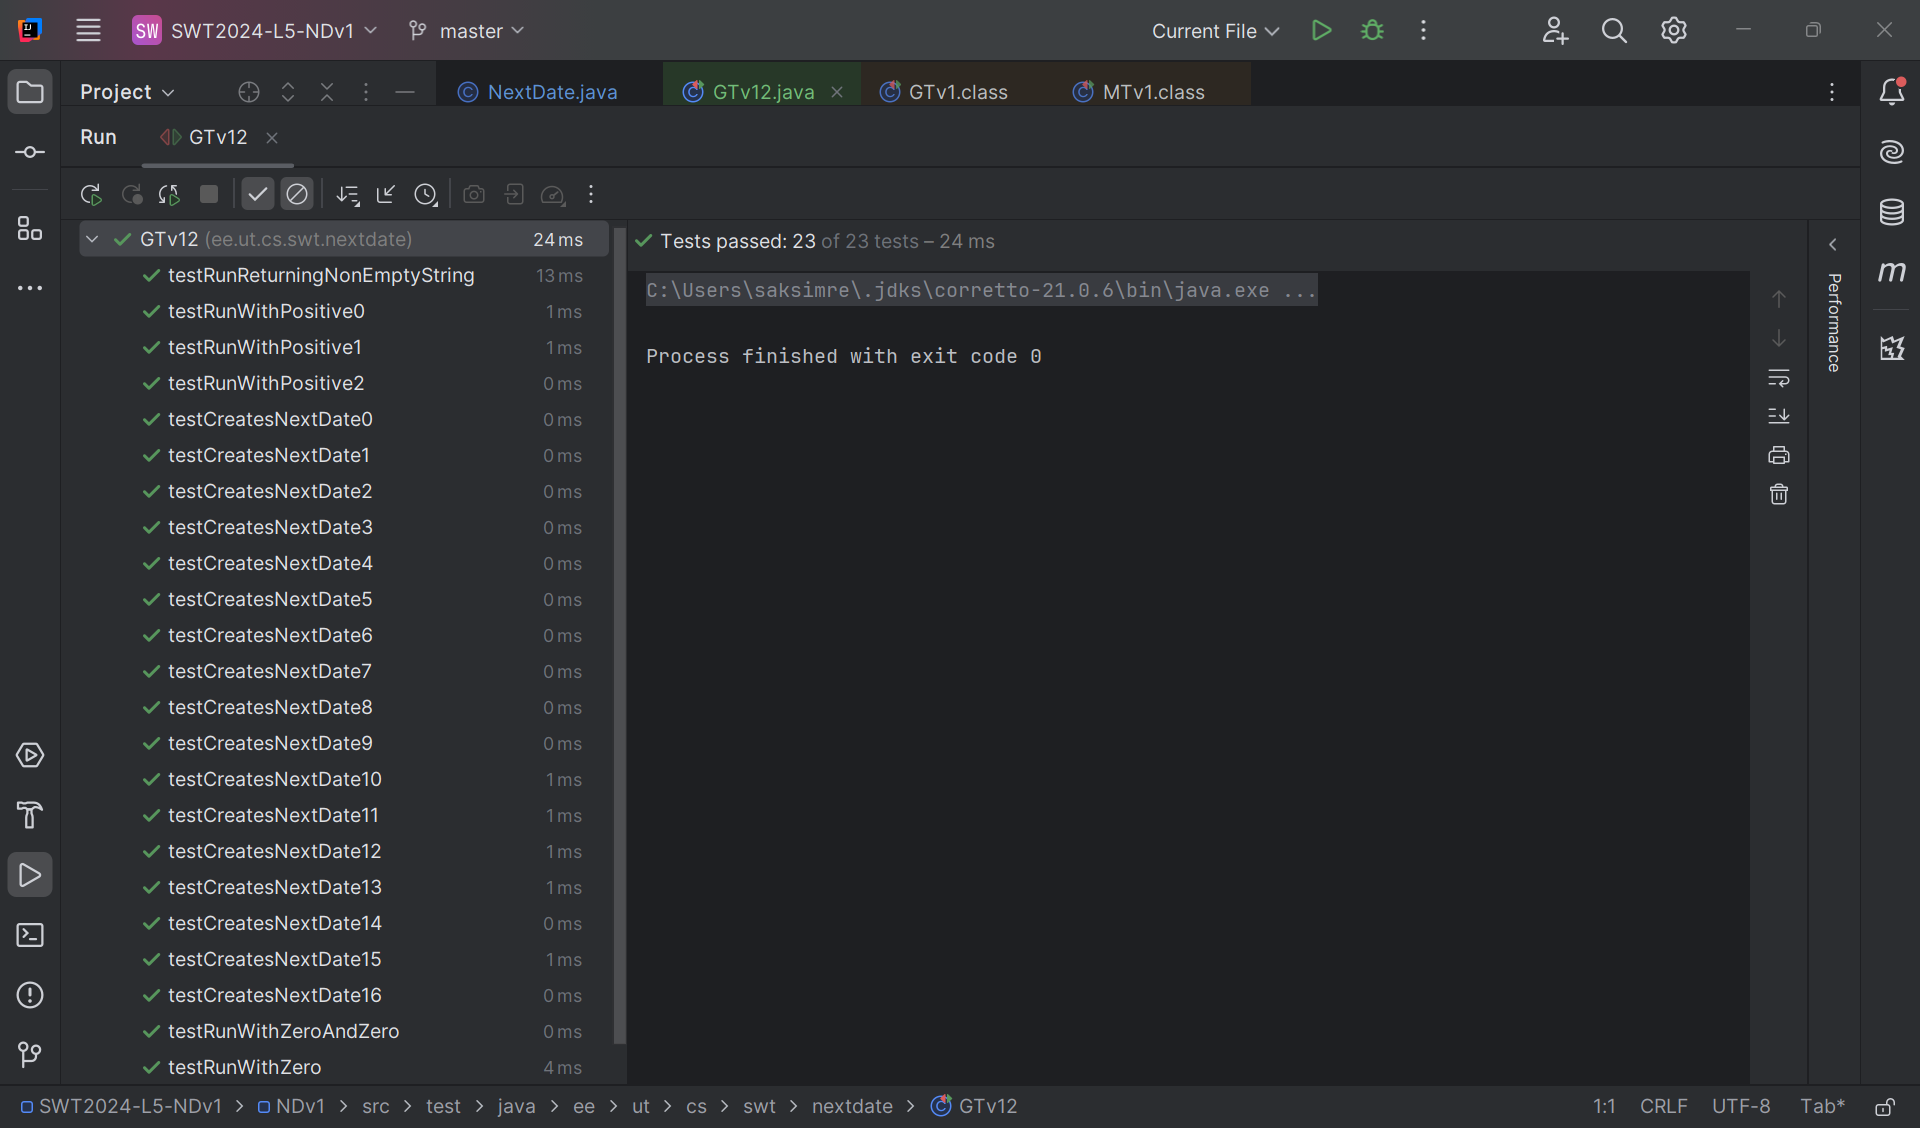 SW SWT2024-L5-NDv1 master Current File
Project NextDate.java GTv12.java GTv1.class MTv1.class
Run GTv12
GTv12 (ee.ut.cs.swt.nextdate) 24 ms
testRunReturningNonEmptyString 13 ms
testRunWithPositive0 1 ms
testRunWithPositive1 1 ms
testRunWithPositive2 0 ms
testCreatesNextDate0 0 ms
testCreatesNextDate1 0 ms
testCreatesNextDate2 0 ms
testCreatesNextDate3 0 ms
testCreatesNextDate4 0 ms
testCreatesNextDate5 0 ms
testCreatesNextDate6 0 ms
testCreatesNextDate7 0 ms
testCreatesNextDate8 0 ms
testCreatesNextDate9 0 ms
testCreatesNextDate10 1 ms
testCreatesNextDate11 1 ms
testCreatesNextDate12 1 ms
testCreatesNextDate13 1 ms
testCreatesNextDate14 0 ms
testCreatesNextDate15 1 ms
testCreatesNextDate16 0 ms
testRunWithZeroAndZero 0 ms
testRunWithZero 4 ms
Tests passed: 23 of 23 tests – 24 ms
C:\Users\saksimre\.jdks\corretto-21.0.6\bin\java.exe ...
Process finished with exit code 0
Performance
m
SWT2024-L5-NDv1 > NDv1 > src > test > java > ee > ut > cs > swt > nextdate > GTv12 1:1 CRLF UTF-8 Tab*